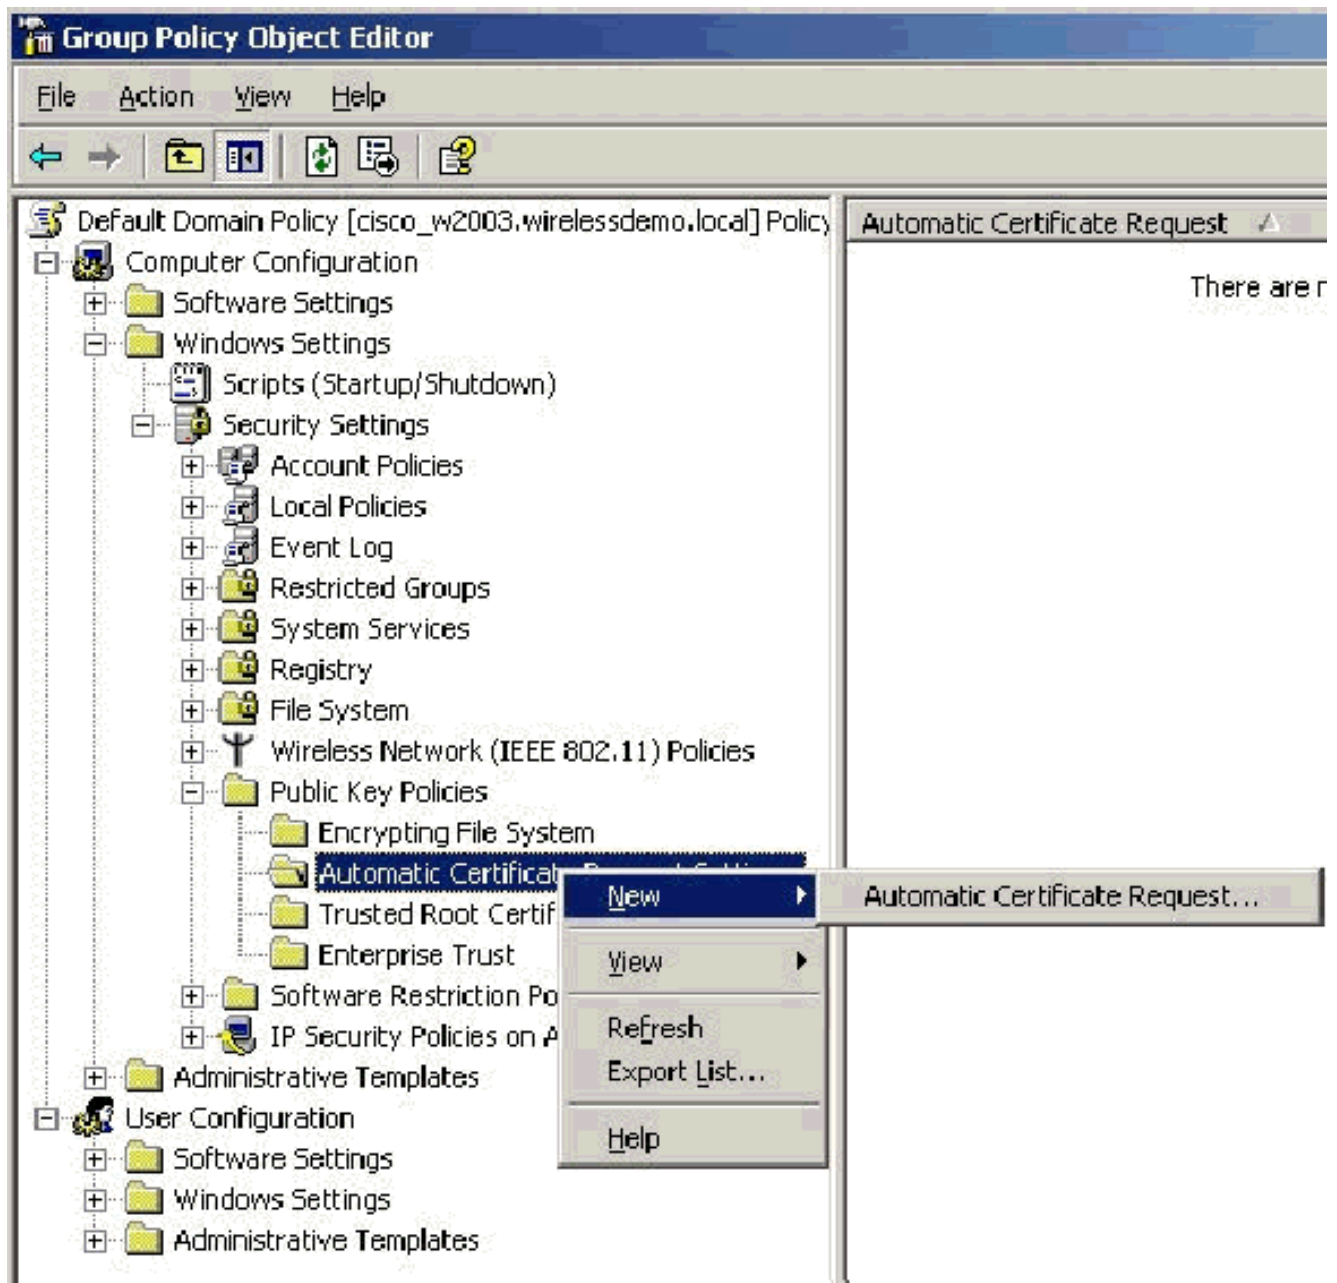 Group Policy Object Editor
File Action View Help
Default Domain Policy [cisco_w2003.wirelessdemo.local] Policy
Automatic Certificate Request
Computer Configuration
There are
Software Settings
Windows Settings
Scripts (Startup/Shutdown)
Security Settings
Account Policies
Local Policies
Event Log
Restricted Groups
System Services
Registry
File System
Wireless Network (IEEE 802.11) Policies
Public Key Policies
Encrypting File System
Automatic Certificat
New
Automatic Certificate Request...
Trusted Root Certif
Enterprise Trust
View
Software Restriction Po
Refresh
IP Security Policies on A
Export List...
Administrative Templates
User Configuration
Help
Software Settings
Windows Settings
Administrative Templates